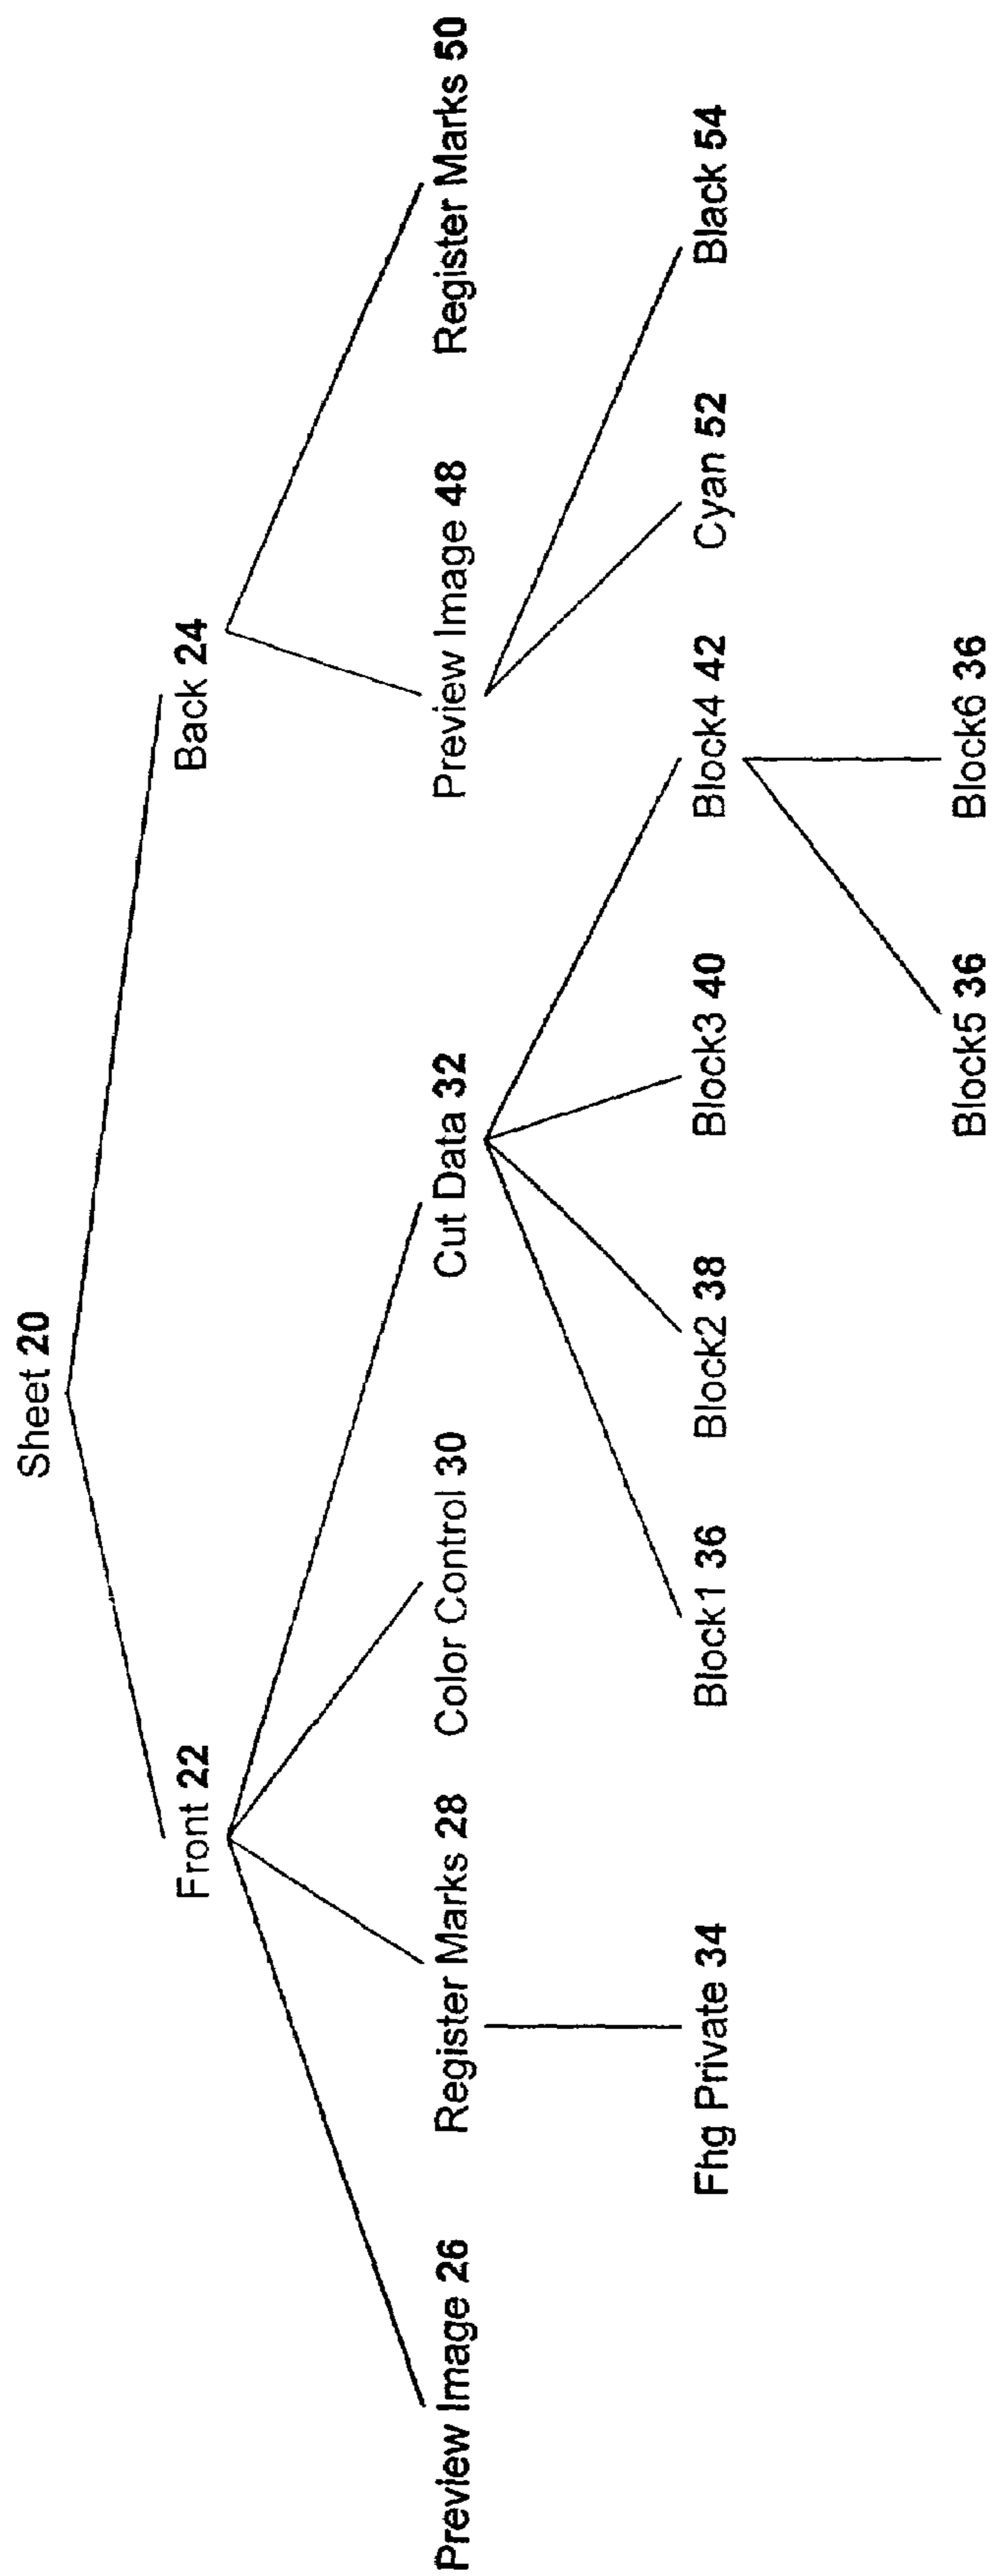 Sheet 20
Front 22
Back 24
Preview Image 26
Register Marks 28
Color Control 30
Cut Data 32
Preview Image 48
Register Marks 50
Fhg Private 34
Block1 36
Block2 38
Block3 40
Block4 42
Cyan 52
Black 54
Block5 36
Block6 36